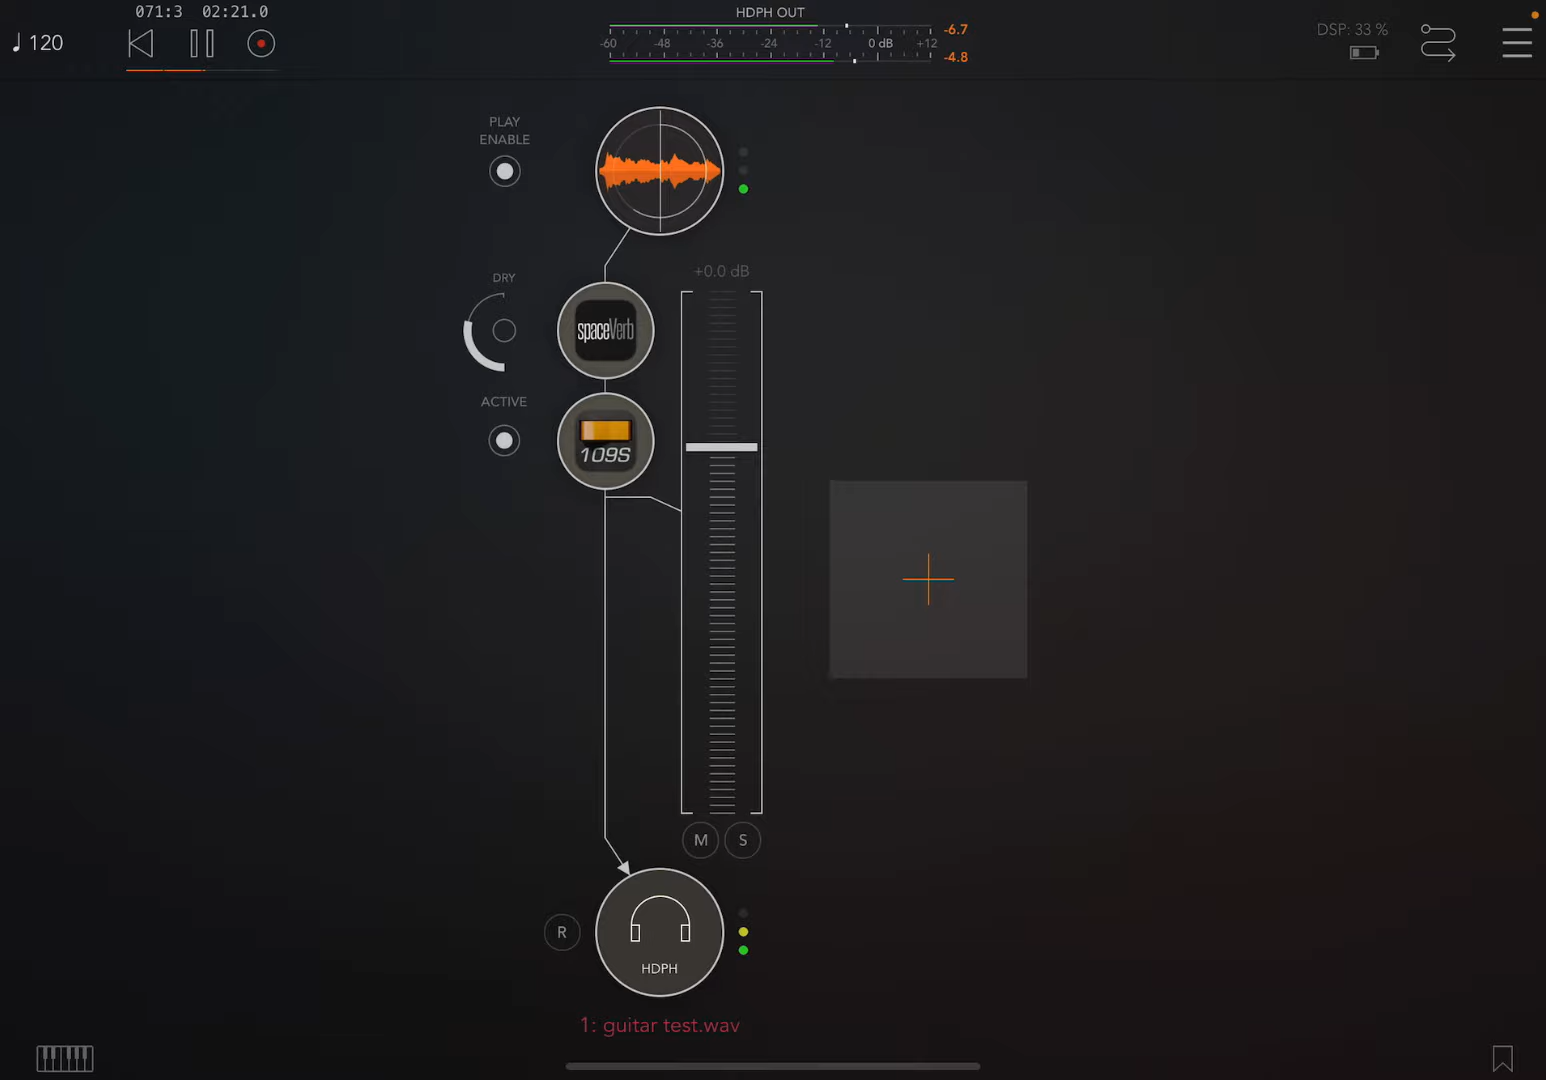 071:3 02:21.0
♩ 120
HDPH OUT
-60 -48 -36 -24 -12 0 dB +12
-6.7
-4.8
DSP: 33 %
PLAY
ENABLE
DRY
spaceVerb
+0.0 dB
ACTIVE
109S
M S
R
HDPH
1: guitar test.wav